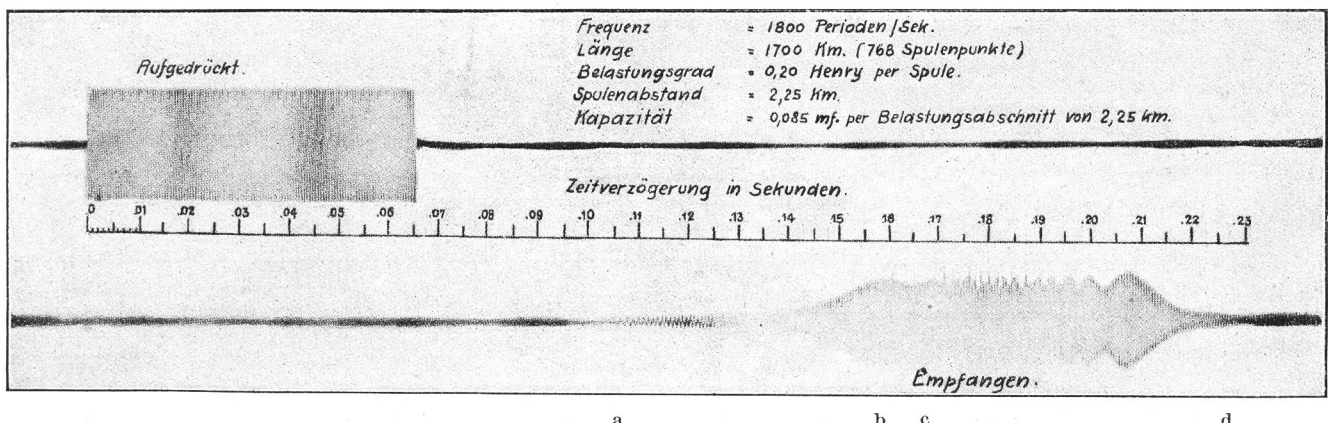 Frequenz = 1800 Perioden/Sek.
Länge = 1700 Km. (768 Spulenpunkte)
Belastungsgrad = 0,20 Henry per Spule.
Spulenabstand = 2,25 Km.
Kapazität = 0,085 mf. per Belastungsabschnitt von 2,25 km.
Aufgedrückt.
Zeitverzögerung in Sekunden.
.0 .01 .02 .03 .04 .05 .06 .07 .08 .09 .10 .11 .12 .13 .14 .15 .16 .17 .18 .19 .20 .21 .22 .23
Empfangen.
a b c d